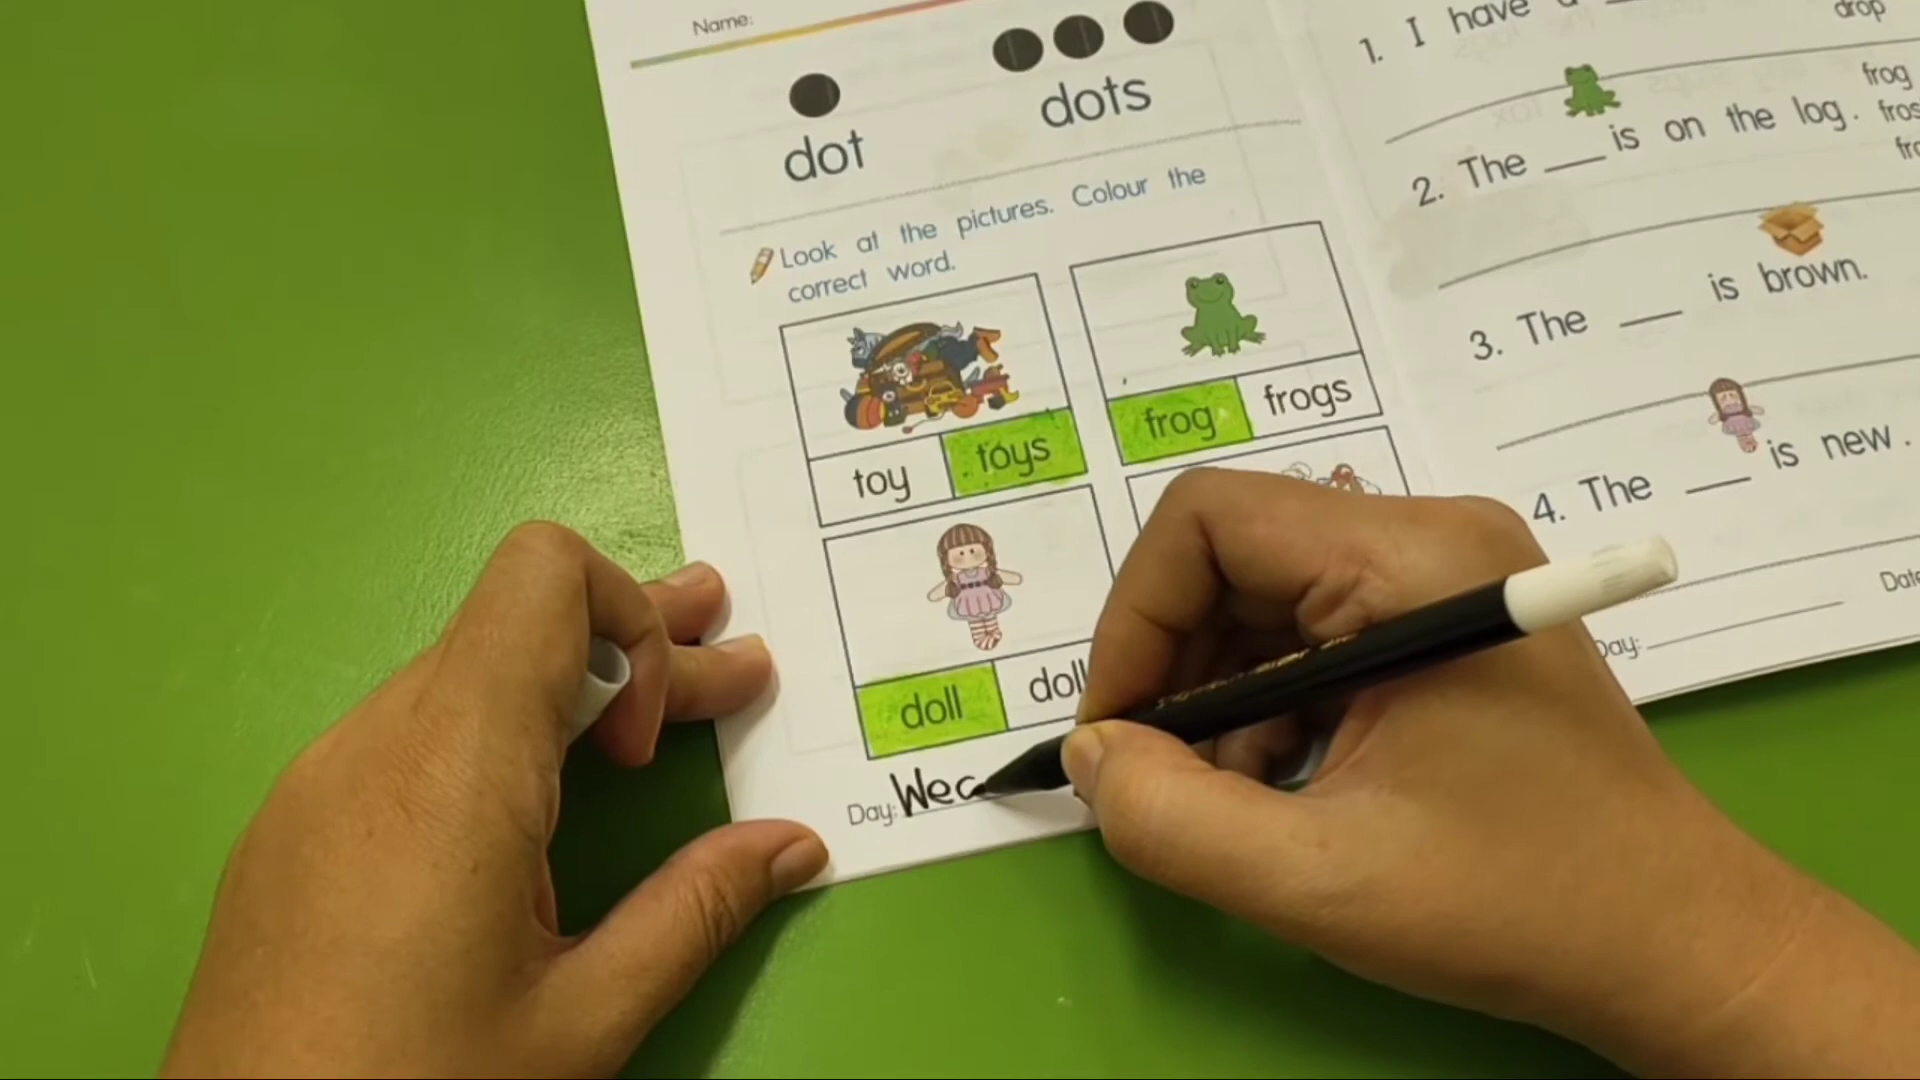 Name:
dot
dots
Look at the pictures. Colour the
correct word.
toy toys
frog frogs
doll
Day: Wec
1. I have
drop
frog
2. The ___ is on the log.
3. The ___ is brown.
4. The ___ is new.
Day: